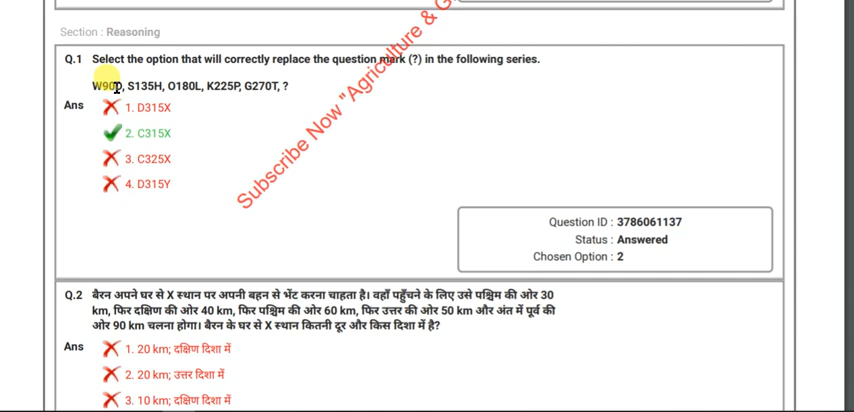 Section : Reasoning
Q.1 Select the option that will correctly replace the question mark (?) in the following series.
W90D, S135H, O180L, K225P, G270T, ?
Ans 1. D315X
2. C315X
3. C325X
4. D315Y
Subscribe Now "Agriculture &
Question ID : 3786061137
Status : Answered
Chosen Option : 2
Q.2 बैरन अपने घर से X स्थान पर अपनी बहन से भेंट करना चाहता है। वहाँ पहुँचने के लिए उसे पश्चिम की ओर 30
km, फिर दक्षिण की ओर 40 km, फिर पश्चिम की ओर 60 km, फिर उत्तर की ओर 50 km और अंत में पूर्व की
ओर 90 km चलना होगा। बैरन के घर से X स्थान कितनी दूर और किस दिशा में है?
Ans 1. 20 km; दक्षिण दिशा में
2. 20 km; उत्तर दिशा में
3. 10 km; दक्षिण दिशा में